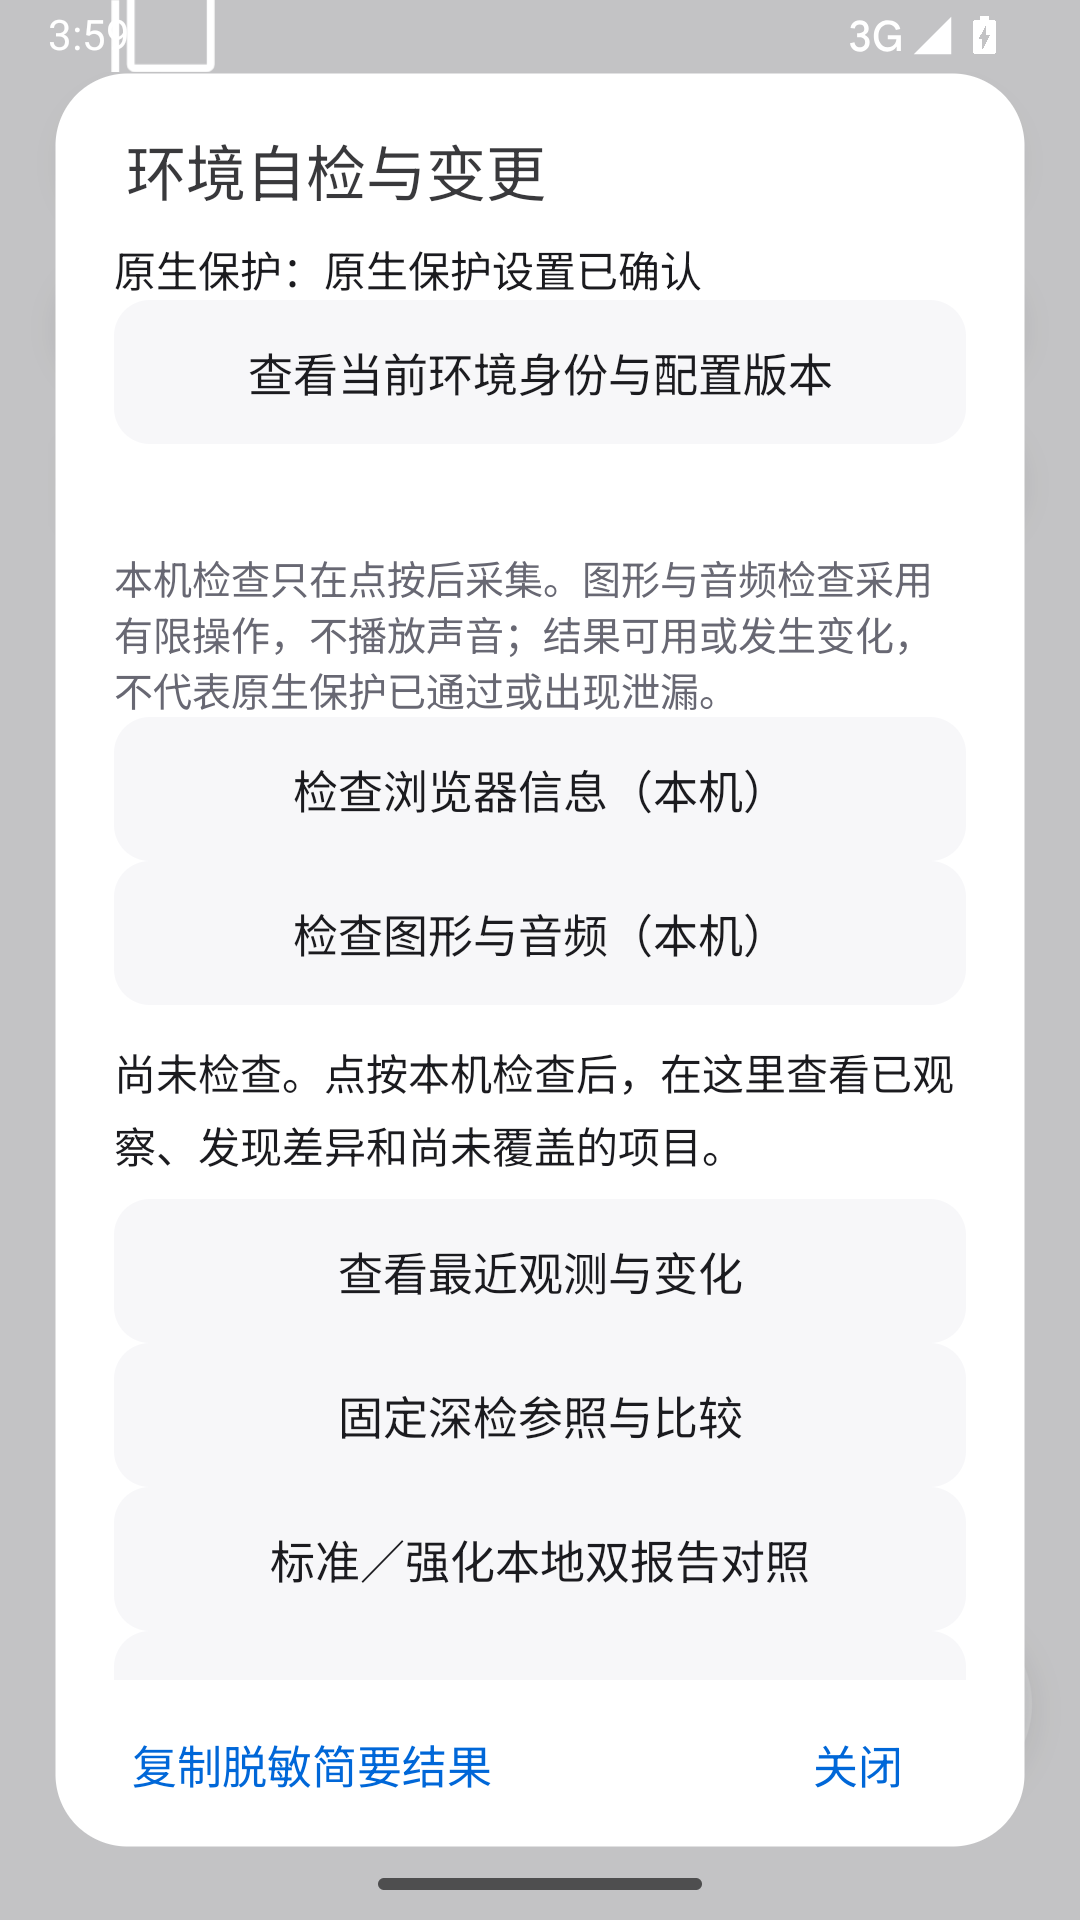 3:59
3G
环境自检与变更
原生保护：原生保护设置已确认
查看当前环境身份与配置版本
本机检查只在点按后采集。图形与音频检查采用
有限操作，不播放声音；结果可用或发生变化，
不代表原生保护已通过或出现泄漏。
检查浏览器信息（本机）
检查图形与音频（本机）
尚未检查。点按本机检查后，在这里查看已观
察、发现差异和尚未覆盖的项目。
查看最近观测与变化
固定深检参照与比较
标准／强化本地双报告对照
复制脱敏简要结果
关闭